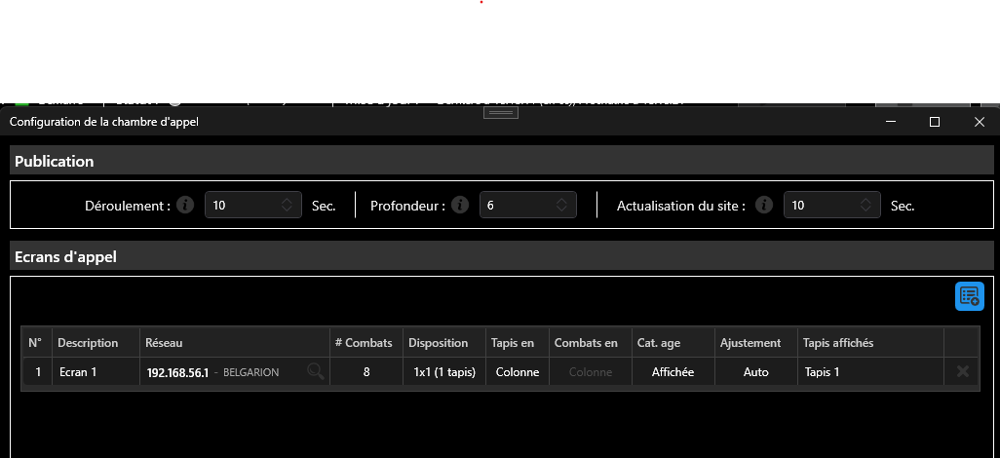 Configuration de la chambre d'appel
Publication
Déroulement : 10 Sec. Profondeur : 6 Actualisation du site : 10 Sec.
Ecrans d'appel
N° Description Réseau # Combats Disposition Tapis en Combats en Cat. age Ajustement Tapis affichés
1 Ecran 1 192.168.56.1 - BELGARION 8 1x1 (1 tapis) Colonne Colonne Affichée Auto Tapis 1